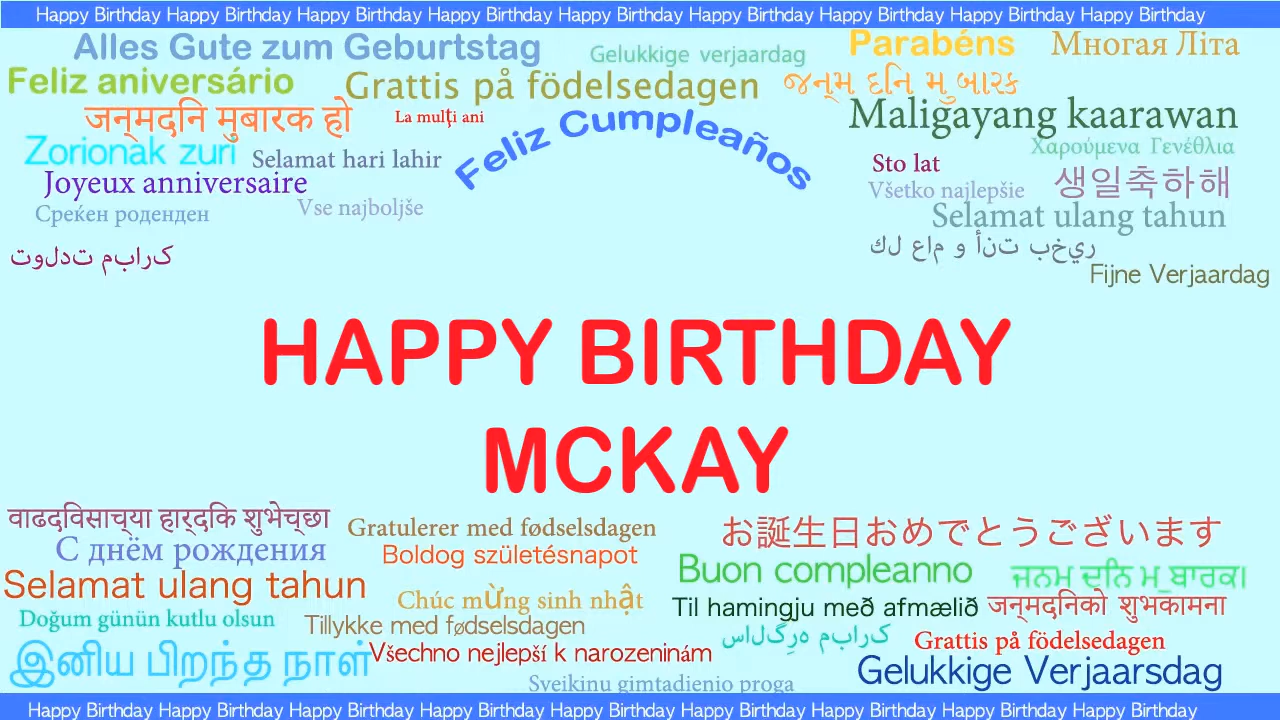 Happy Birthday Happy Birthday Happy Birthday Happy Birthday Happy Birthday Happy Birthday Happy Birthday Happy Birthday Happy Birthday
Alles Gute zum Geburtstag
Gelukkige verjaardag
Parabéns
Многая Літа
Feliz aniversário
Grattis på födelsedagen
જન્મ દનિ મુબારક
जन्मदनि मुबारक हो
La mulţi ani
Feliz Cumpleaños
Maligayang kaarawan
Zorionak zuri
Selamat hari lahir
Χαρούμενα Γενέθλια
Sto lat
Joyeux anniversaire
Všetko najlepšie
생일축하해
Среќен роденден
Vse najboljše
Selamat ulang tahun
تولدت مبارک
كل عام و أنت بخير
Fijne Verjaardag
HAPPY BIRTHDAY
MCKAY
वाढदविसाच्या हार्दकि शुभेच्छा
Gratulerer med fødselsdagen
お誕生日おめでとうございます
С днём рождения
Boldog születésnapot
Buon compleanno
ਜਨਮ ਦਨਿ ਮੁਬਾਰਕ।
Selamat ulang tahun
Chúc mừng sinh nhật
Til hamingju með afmælið
जन्मदनिको शुभकामना
Doğum günün kutlu olsun
Tillykke med fødselsdagen
سالگرہ مبارک
Grattis på födelsedagen
இனிய பிறந்த நாள்
Všechno nejlepší k narozeninám
Gelukkige Verjaarsdag
Sveikinu gimtadienio proga
Happy Birthday Happy Birthday Happy Birthday Happy Birthday Happy Birthday Happy Birthday Happy Birthday Happy Birthday Happy Birthday